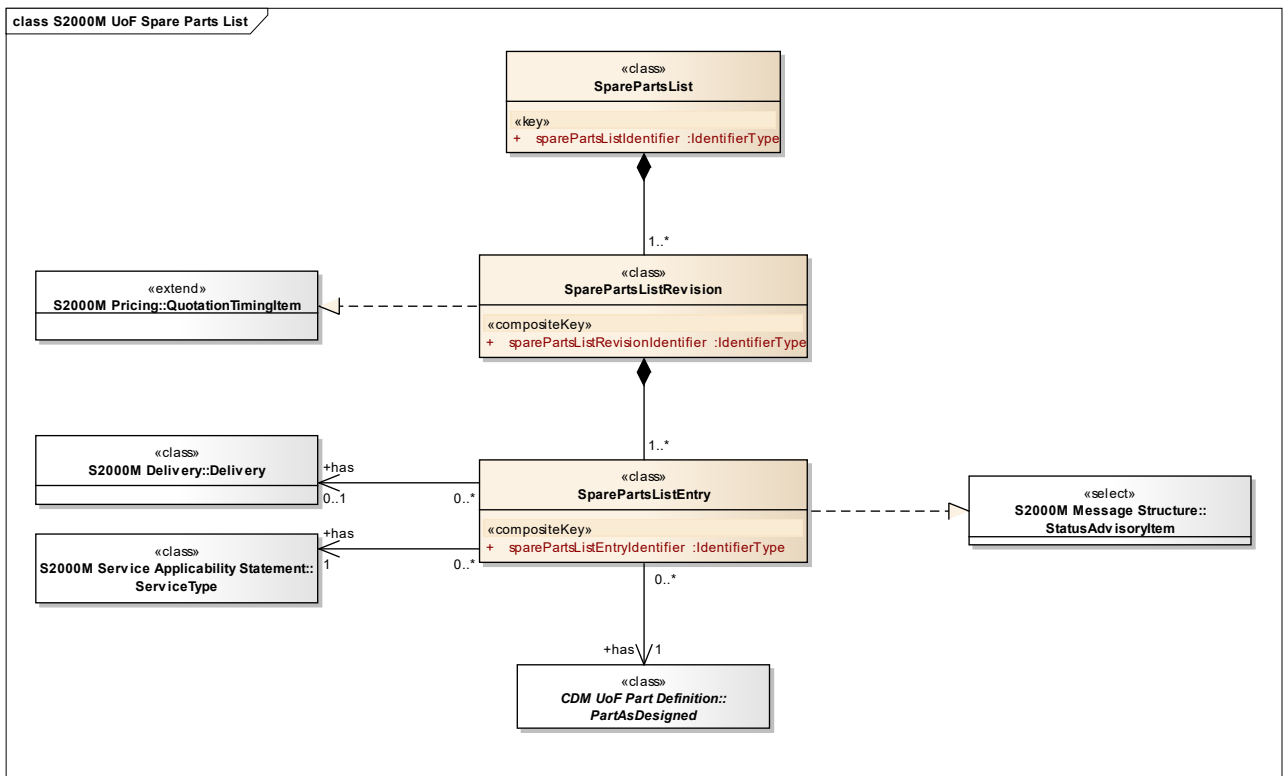 class S2000M UoF Spare Parts List
«class»
SparePartsList
«key»
+ sparePartsListIdentifier :IdentifierType
1..*
«class»
SparePartsListRevision
«compositeKey»
+ sparePartsListRevisionIdentifier :IdentifierType
«extend»
S2000M Pricing::QuotationTimingItem
1..*
«class»
SparePartsListEntry
«compositeKey»
+ sparePartsListEntryIdentifier :IdentifierType
«class»
S2000M Delivery::Delivery
+has
0..1
0..*
«class»
S2000M Service Applicability Statement::
ServiceType
+has
1
0..*
«select»
S2000M Message Structure::
StatusAdvisoryItem
0..*
+has
1
«class»
CDM UoF Part Definition::
PartAsDesigned